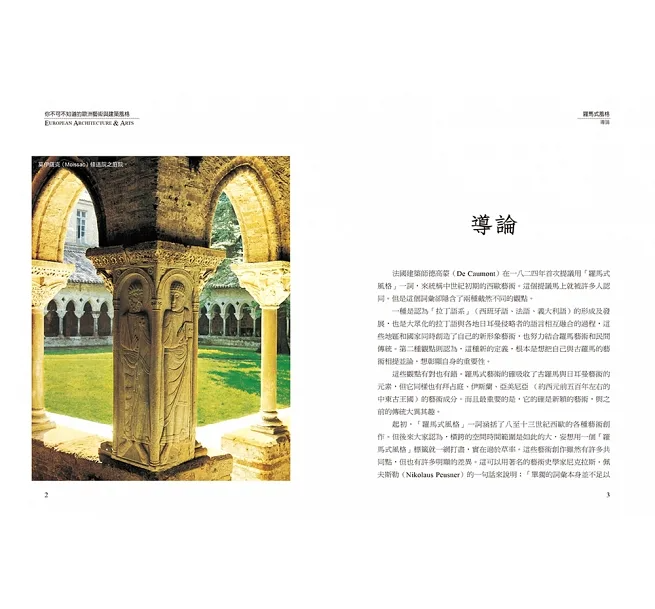 你不可不知道的歐洲藝術與建築風格
EUROPEAN ARCHITECTURE & ARTS
莫伊薩克（Moissac）修道院之庭院。
2
羅馬式風格
導論
導論
法國建築師德高蒙（De Caumont）在一八二四年首次提議用「羅馬式風
格」一詞，來統稱中世紀初期的西歐藝術。這個提議馬上就被許多人認
同。但是這個詞彙卻隱含了兩種截然不同的觀點。
一種是認為「拉丁語系」（西班牙語、法語、義大利語）的形成及發
展，也是大眾化的拉丁語與各地日耳曼侵略者的語言相互融合的過程，這
些地區和國家同時創造了自己的新形象藝術，也努力結合羅馬藝術和民間
傳統。第二種觀點則認為，這種新的定義，根本是想把自己與古羅馬的藝
術相提並論，想彰顯自身的重要性。
這些觀點有對也有錯。羅馬式藝術的確吸收了古羅馬與日耳曼藝術的
元素，但它同樣也有拜占庭、伊斯蘭、亞美尼亞（約西元前五百年左右的
中東古王國）的藝術成分。而且最重要的是，它的確是新穎的藝術，與之
前的傳統大異其趣。
起初，「羅馬式風格」一詞涵括了八至十三世紀西歐的各種藝術創
作。但後來大家認為，橫跨的空間時間範圍是如此的大，妄想用一個「羅
馬式風格」標籤就一網打盡，實在過於草率。這些藝術創作雖然有許多共
同點，但也有許多明顯的差異。這可以用著名的藝術史學家尼克拉斯．佩
夫斯勒（Nikolaus Peusner）的一句話來說明：「單獨的詞彙本身並不足以
3